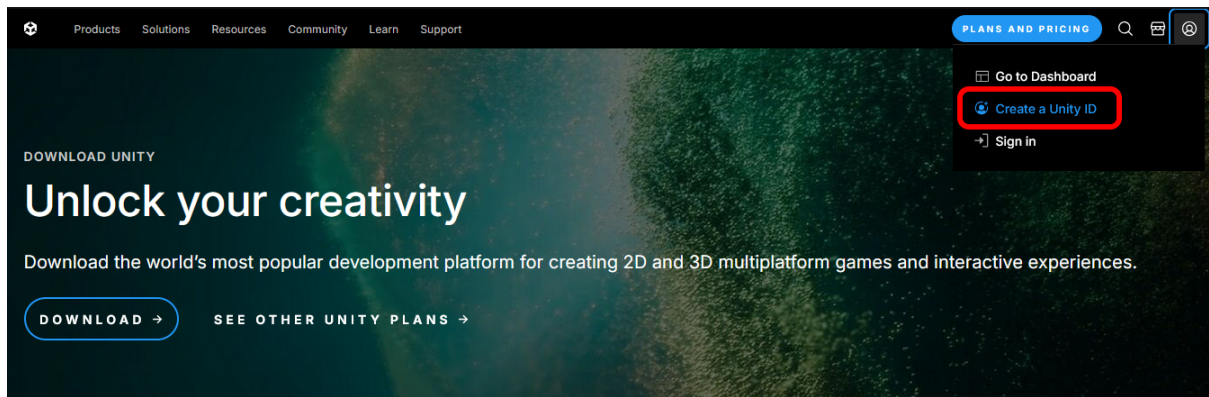 Products Solutions Resources Community Learn Support PLANS AND PRICING
Go to Dashboard
Create a Unity ID
Sign in
DOWNLOAD UNITY
Unlock your creativity
Download the world's most popular development platform for creating 2D and 3D multiplatform games and interactive experiences.
DOWNLOAD → SEE OTHER UNITY PLANS →